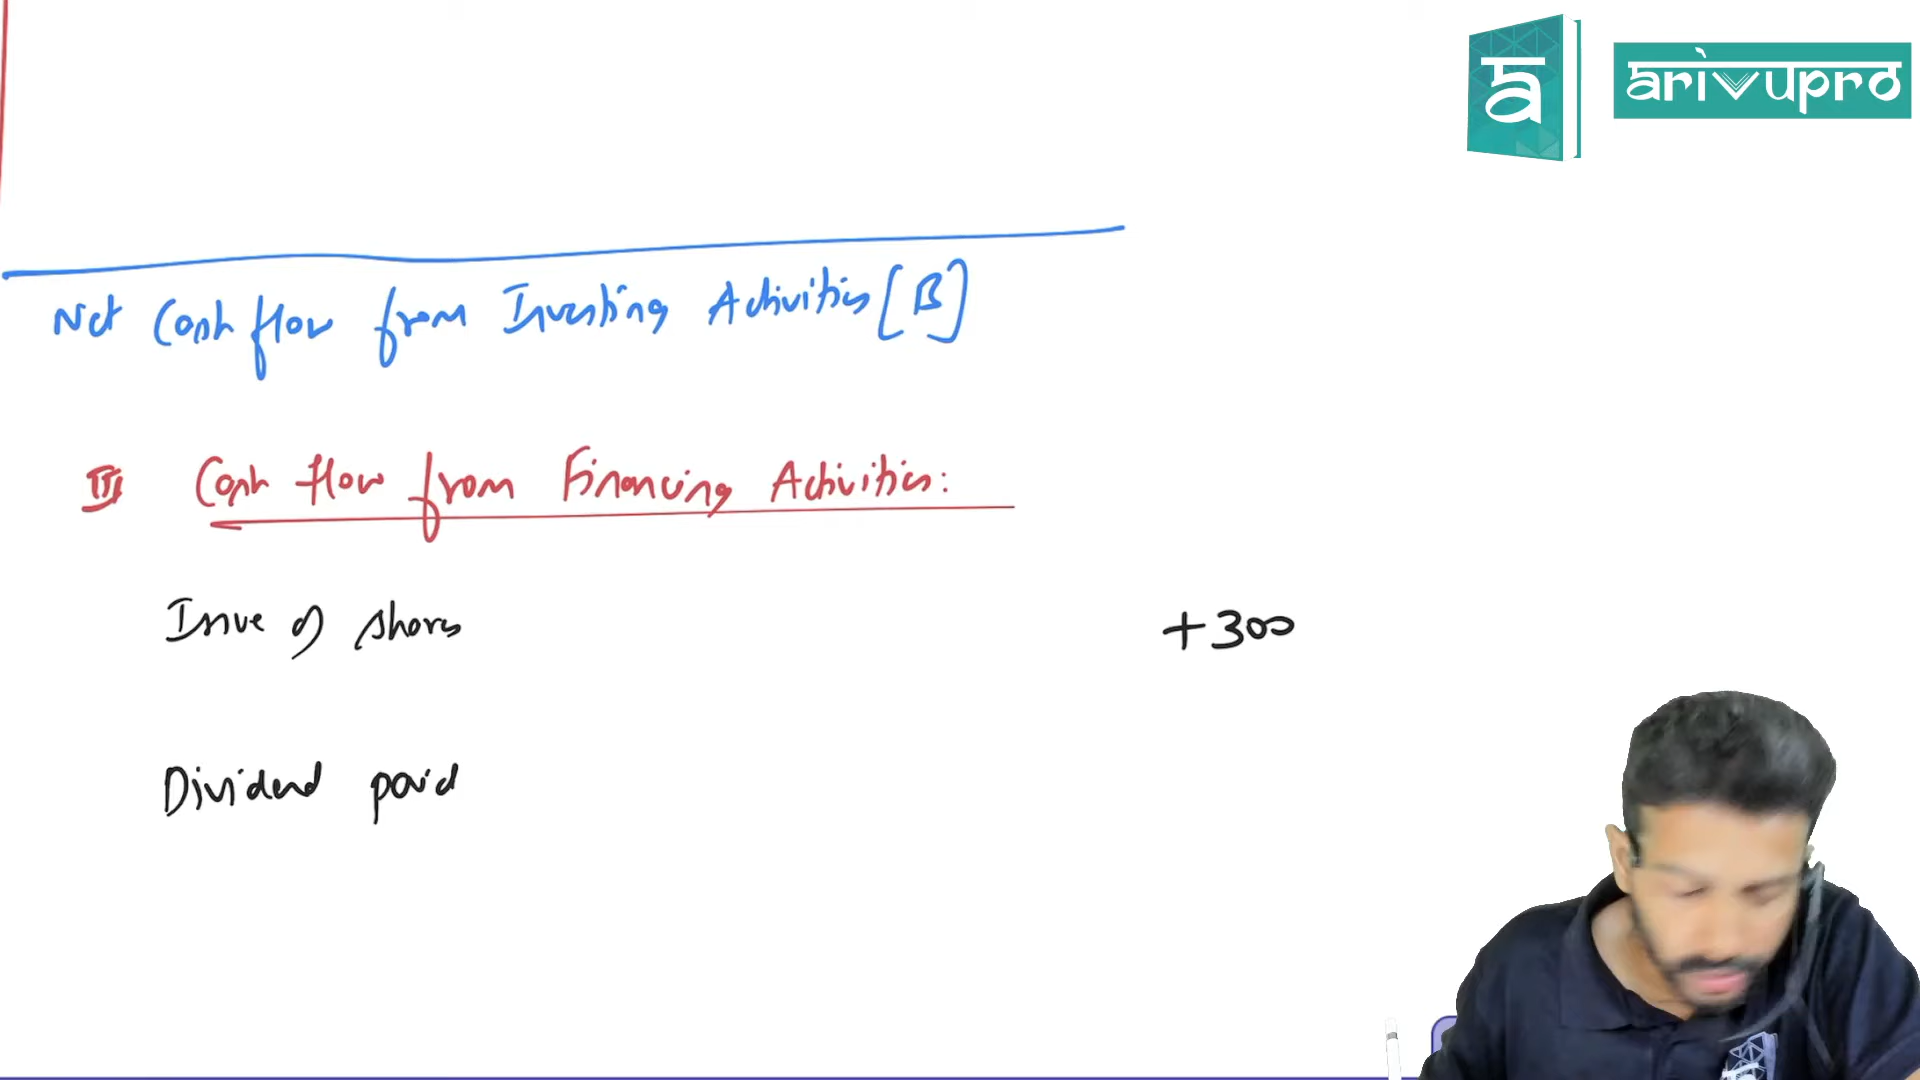 a arivupro
Net Cash flow from Investing Activities [B]
III Cash flow from Financing Activities:
Issue of shares +300
Dividend paid